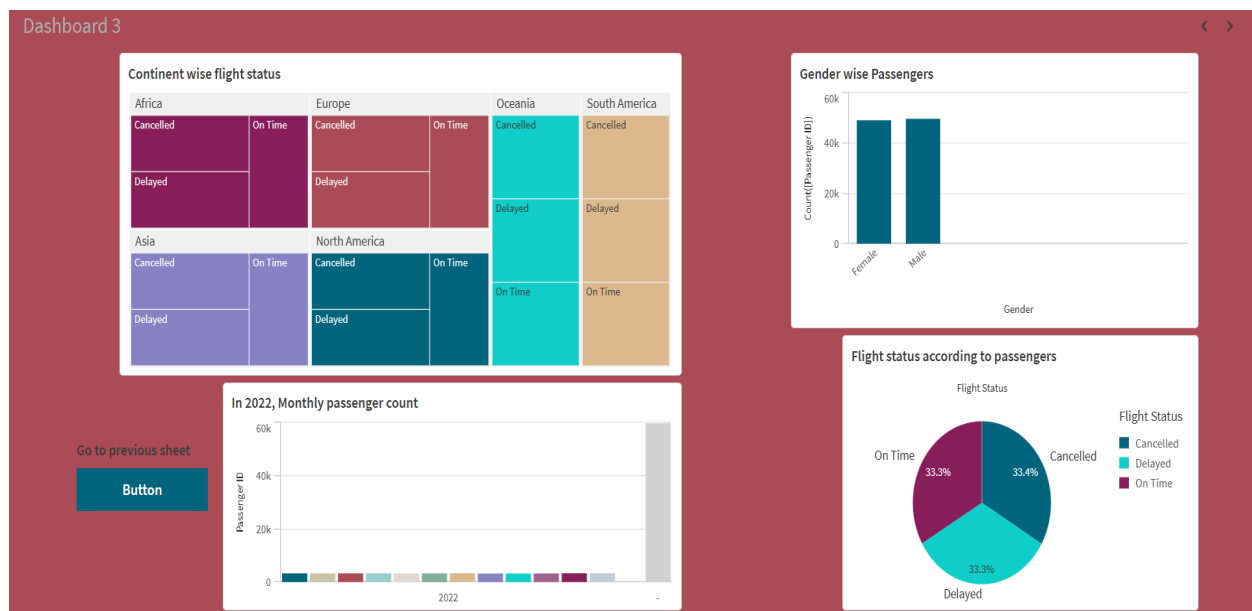 Dashboard 3
Continent wise flight status
Africa Europe Oceania South America
Cancelled On Time Cancelled On Time Cancelled Cancelled
Delayed Delayed
Delayed Delayed
Asia North America
Cancelled On Time Cancelled On Time
On Time On Time
Delayed Delayed
Gender wise Passengers
60k
40k
20k
0
Count([Passenger ID])
Female Male
Gender
In 2022, Monthly passenger count
60k
40k
20k
0
Passenger ID
2022 -
Go to previous sheet
Button
Flight status according to passengers
Flight Status
On Time 33.3%
33.4% Cancelled
33.3%
Delayed
Flight Status
Cancelled
Delayed
On Time